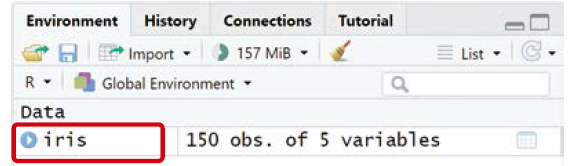 Environment History Connections Tutorial
Import 157 MiB List
R Global Environment
Data
iris 150 obs. of 5 variables